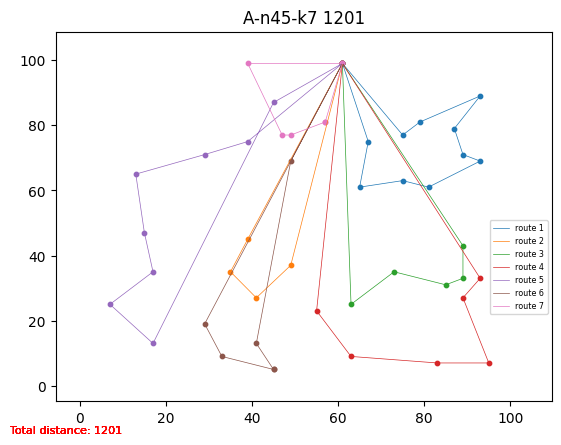 A-n45-k7 1201
100
80
60
40
20
0
0 20 40 60 80 100
route 1
route 2
route 3
route 4
route 5
route 6
route 7
Total distance: 1201